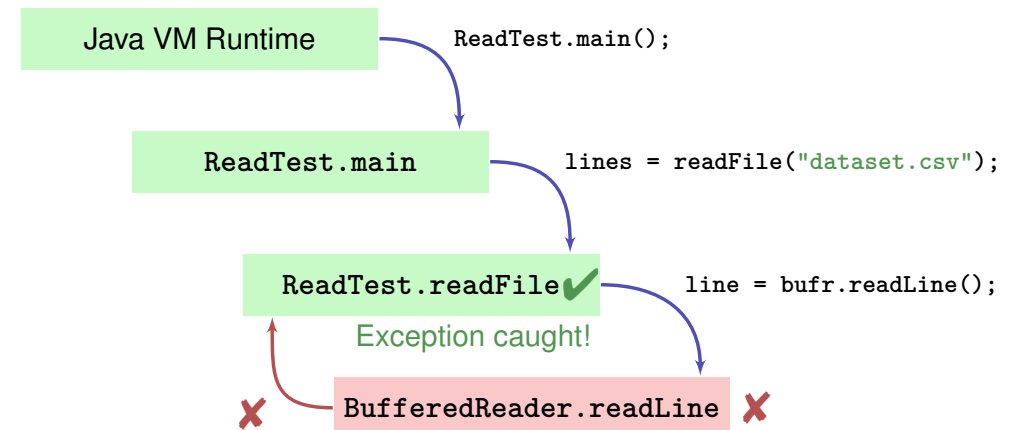 Java VM Runtime
ReadTest.main();
ReadTest.main
lines = readFile("dataset.csv");
ReadTest.readFile
line = bufr.readLine();
Exception caught!
BufferedReader.readLine